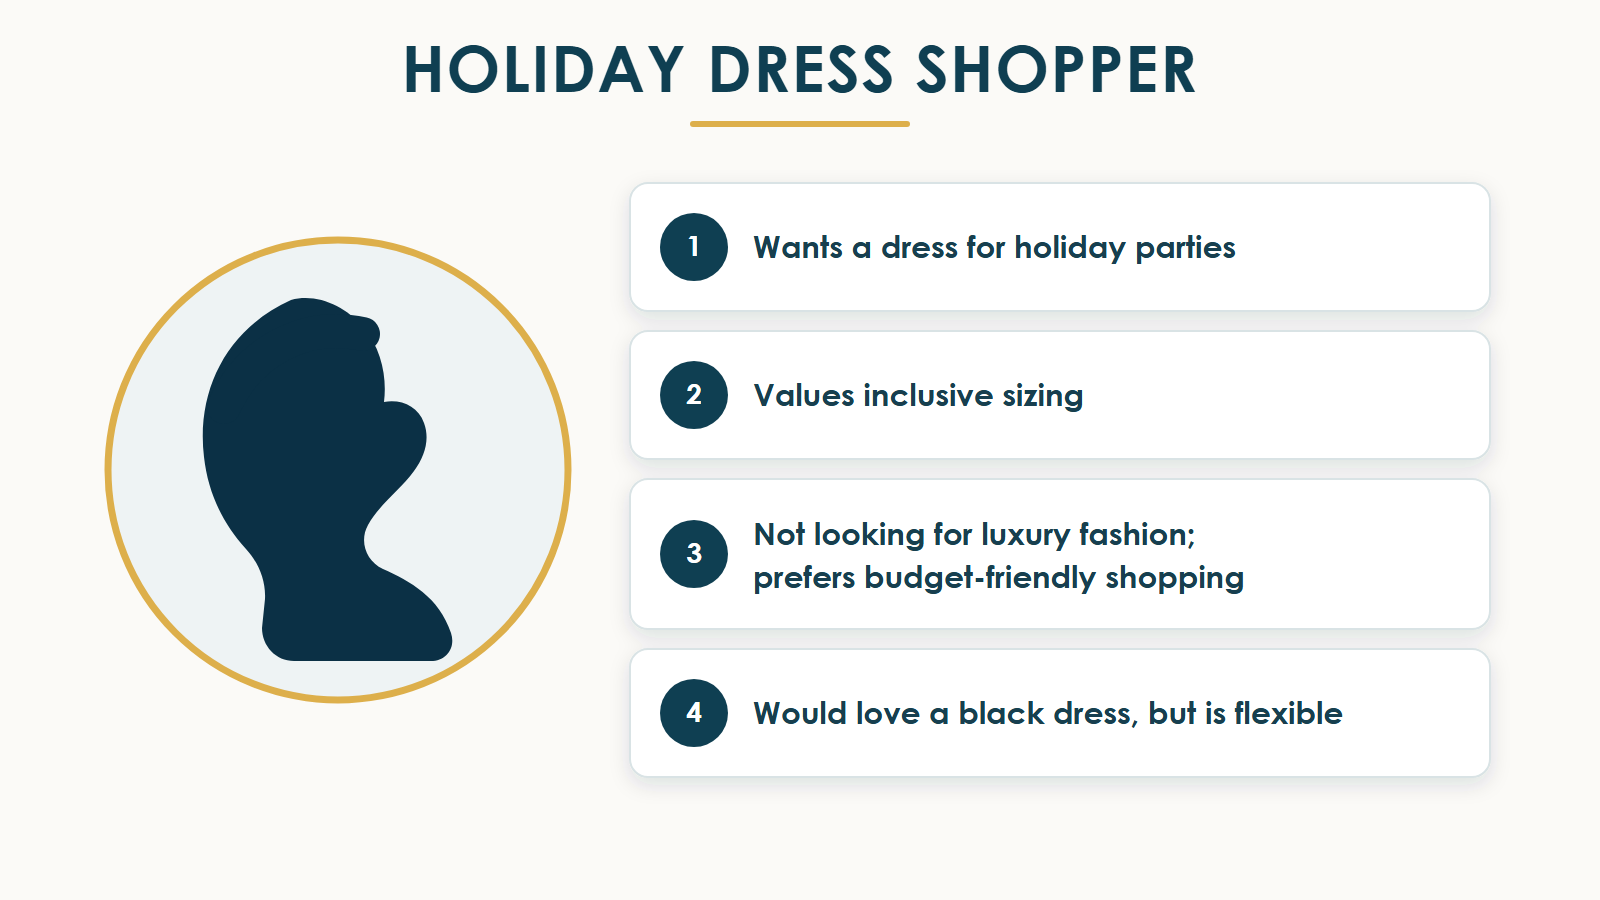 HOLIDAY DRESS SHOPPER
1 Wants a dress for holiday parties
2 Values inclusive sizing
3 Not looking for luxury fashion;
prefers budget-friendly shopping
4 Would love a black dress, but is flexible